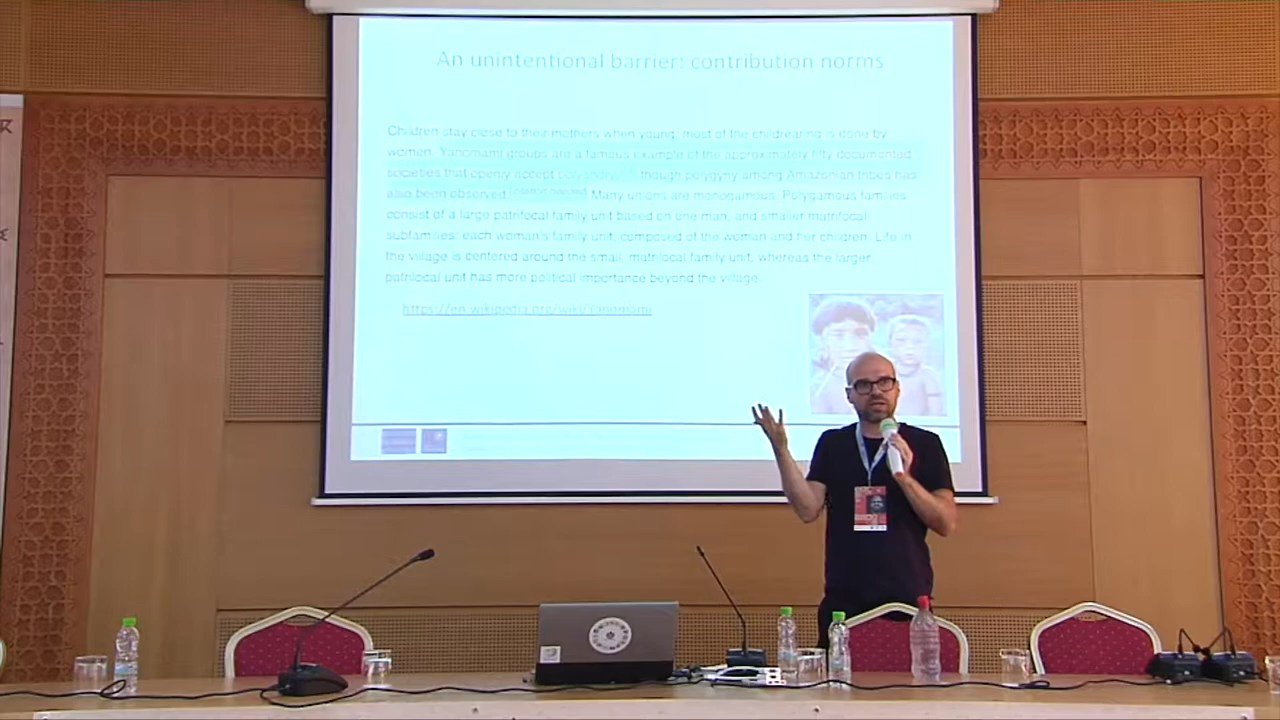 An unintentional barrier: contribution norms
Children stay close to their mothers when young; most of the childrearing is done by
women. Yanomami groups are a famous example of the approximately fifty documented
societies that openly accept polyandry, though polygyny among Amazonian tribes has
also been observed.[citation needed] Many unions are monogamous. Polygamous families
consist of a large patrifocal family unit based on one man, and smaller matrifocal
subfamilies: each woman's family unit, composed of the woman and her children. Life in
the village is centered around the small, matrilocal family unit, whereas the larger
patrilocal unit has more political importance beyond the village.
https://en.wikipedia.org/wiki/Yanomami